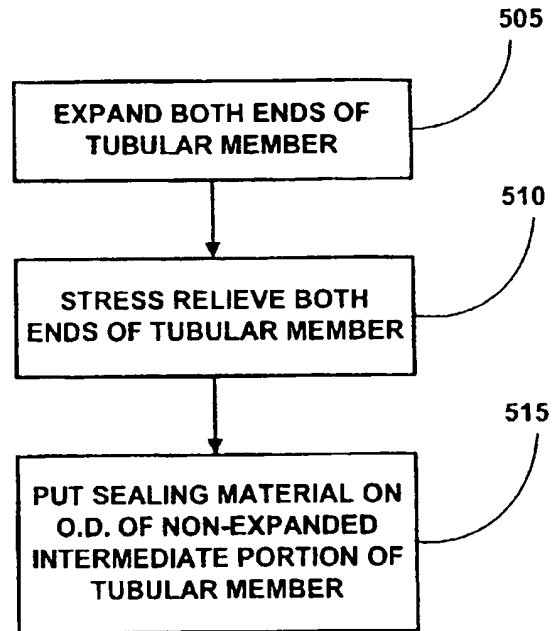 505
EXPAND BOTH ENDS OF
TUBULAR MEMBER
510
STRESS RELIEVE BOTH
ENDS OF TUBULAR MEMBER
515
PUT SEALING MATERIAL ON
O.D. OF NON-EXPANDED
INTERMEDIATE PORTION OF
TUBULAR MEMBER